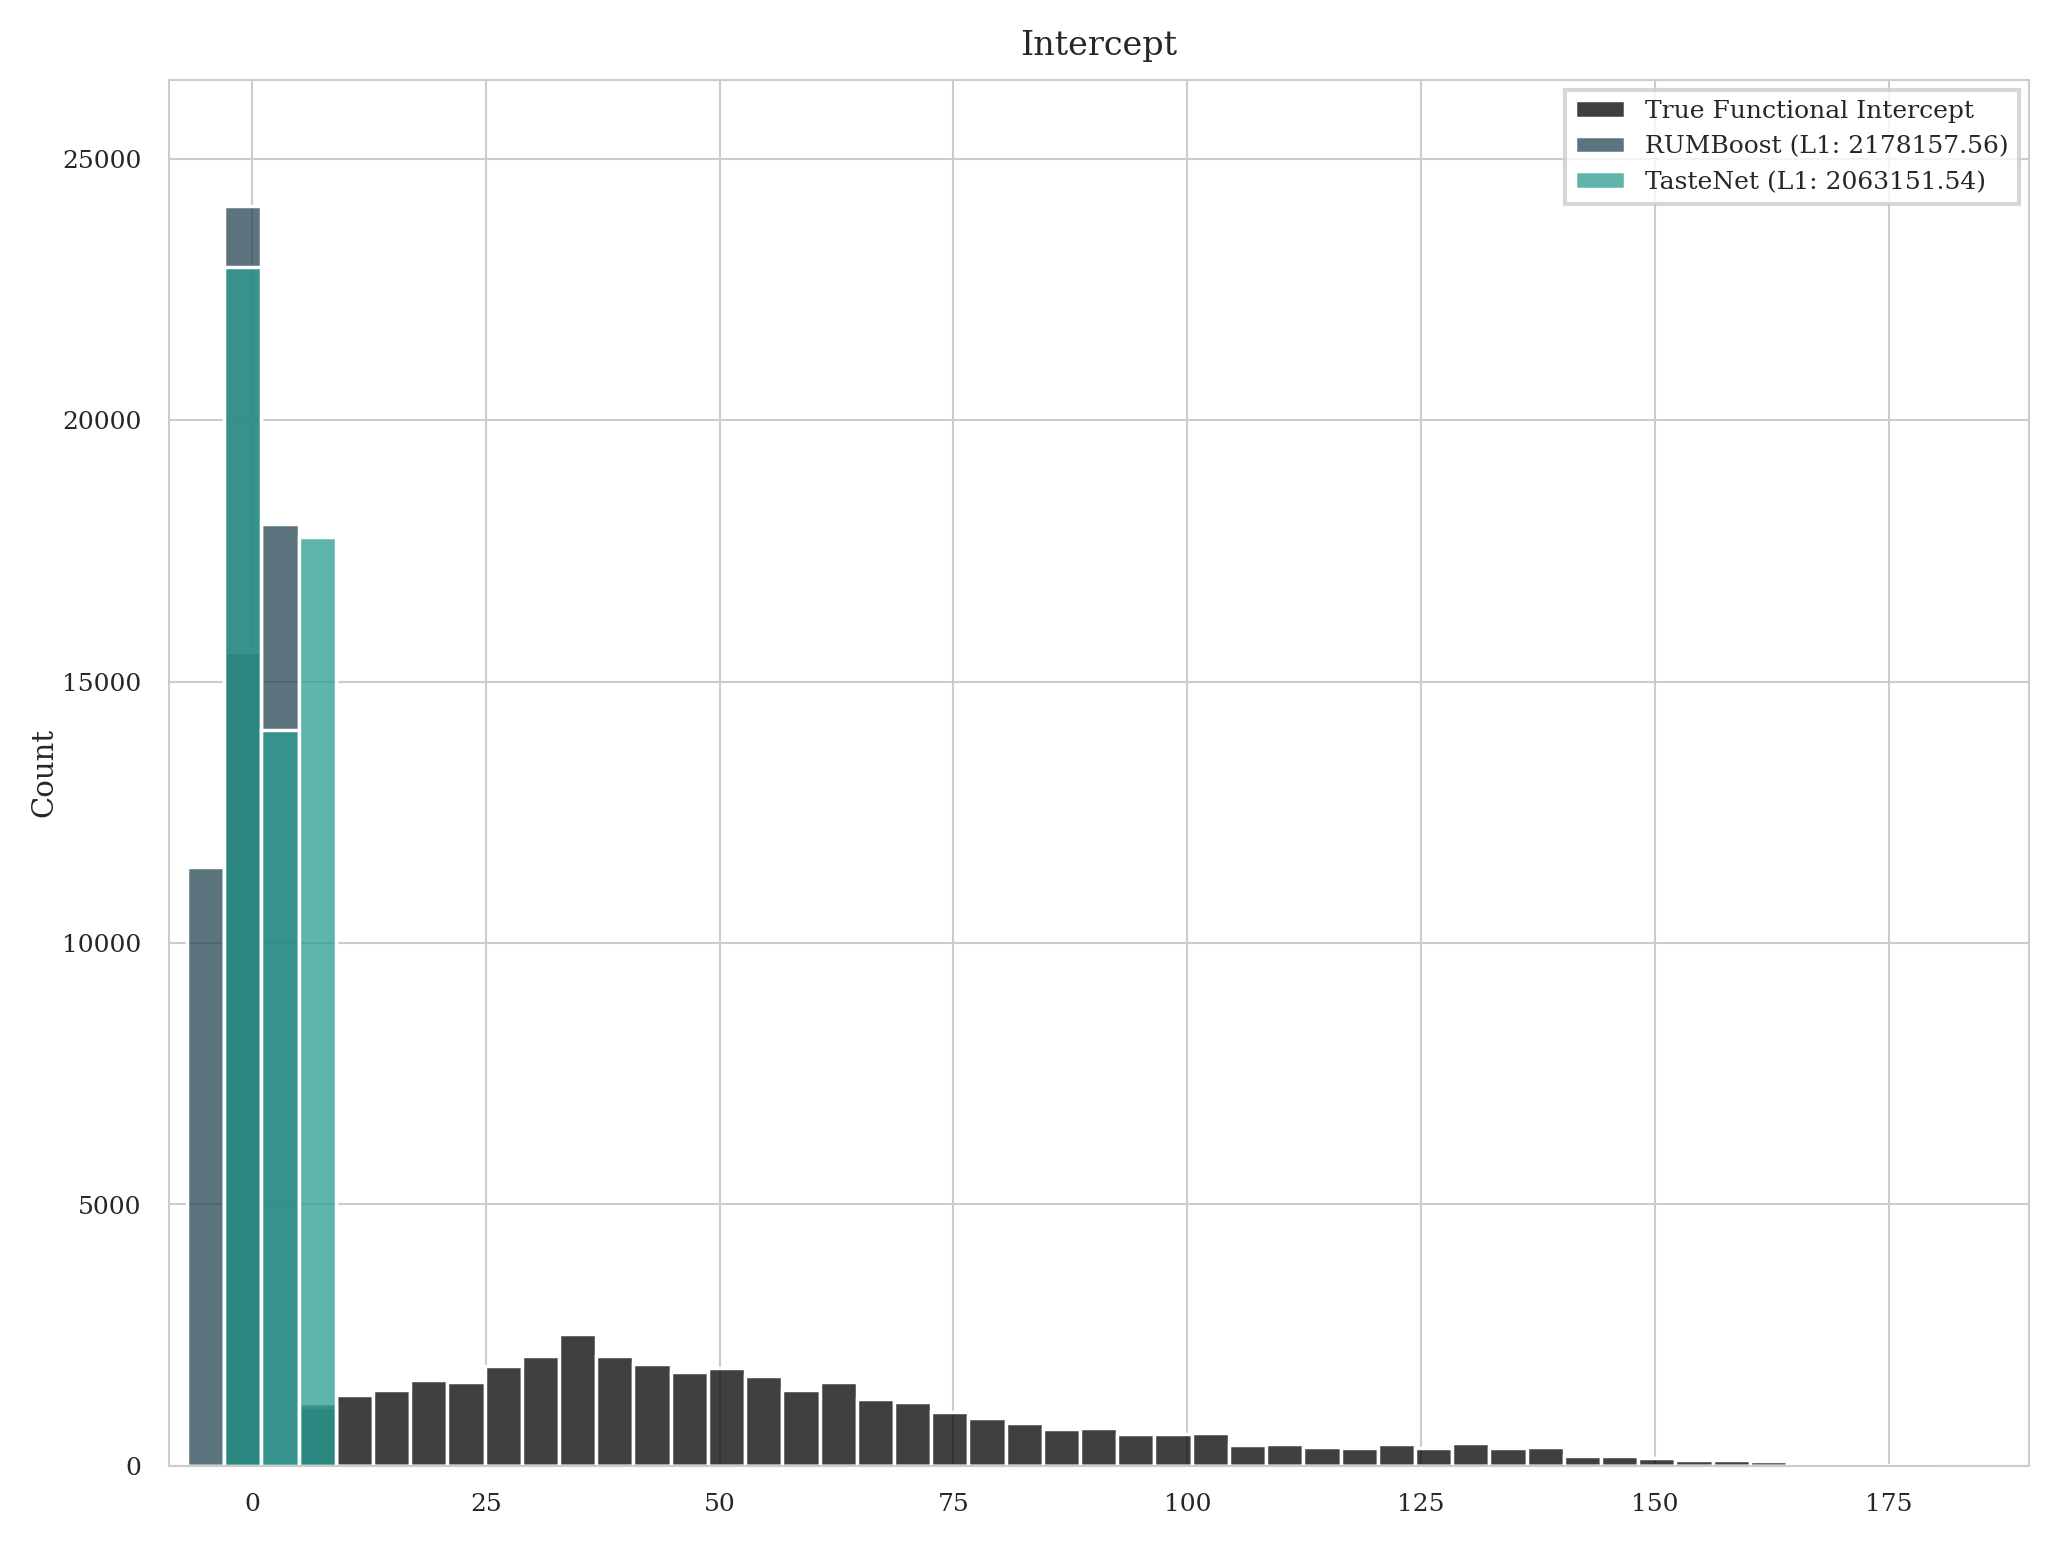 Intercept
True Functional Intercept
RUMBoost (L1: 2178157.56)
TasteNet (L1: 2063151.54)
Count
25000
20000
15000
10000
5000
0
0 25 50 75 100 125 150 175